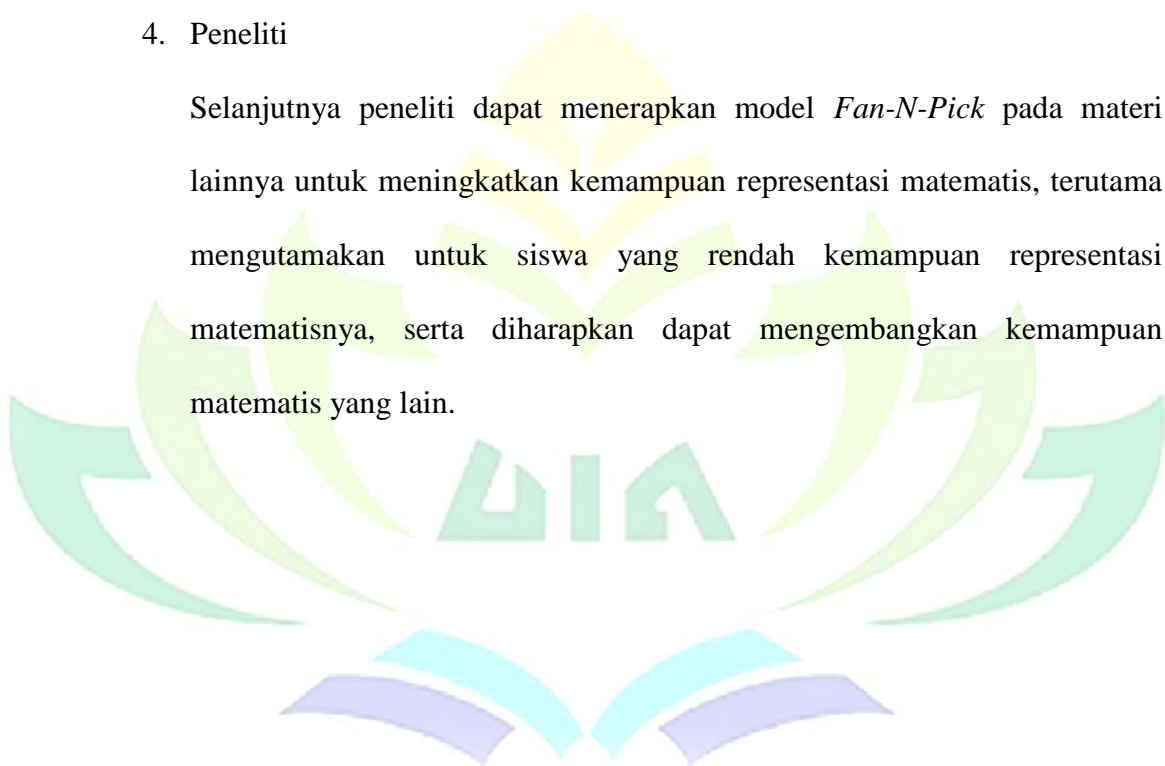 4. Peneliti
Selanjutnya peneliti dapat menerapkan model Fan-N-Pick pada materi
lainnya untuk meningkatkan kemampuan representasi matematis, terutama
mengutamakan untuk siswa yang rendah kemampuan representasi
matematisnya, serta diharapkan dapat mengembangkan kemampuan
matematis yang lain.
UIN